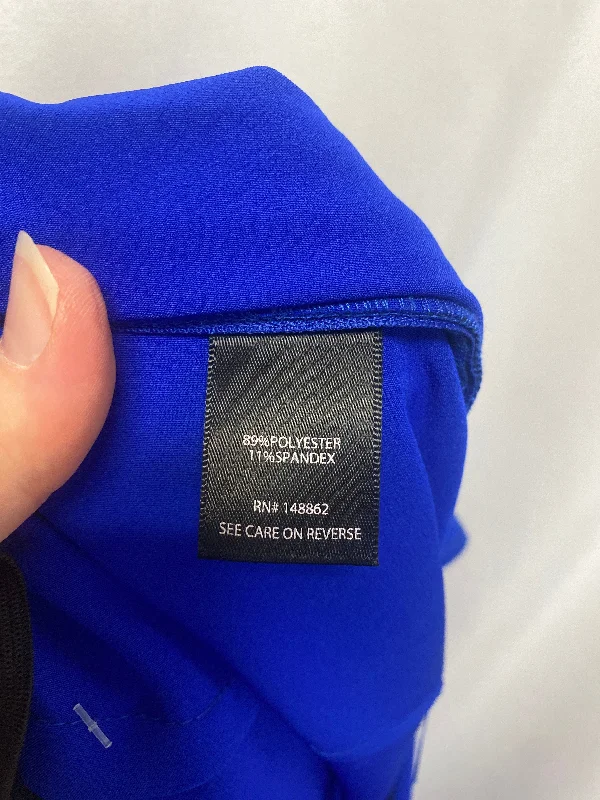 89%POLYESTER
11%SPANDEX
RN# 148862
SEE CARE ON REVERSE